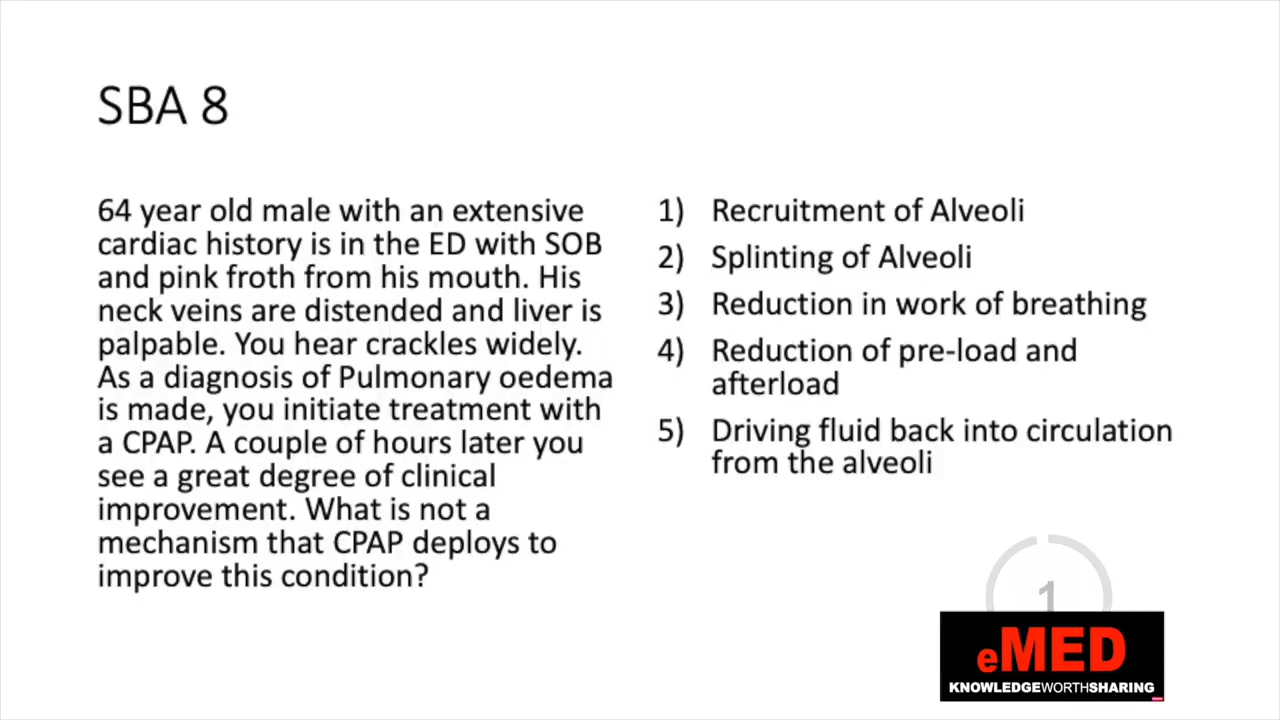 SBA 8
64 year old male with an extensive
cardiac history is in the ED with SOB
and pink froth from his mouth. His
neck veins are distended and liver is
palpable. You hear crackles widely.
As a diagnosis of Pulmonary oedema
is made, you initiate treatment with
a CPAP. A couple of hours later you
see a great degree of clinical
improvement. What is not a
mechanism that CPAP deploys to
improve this condition?
1) Recruitment of Alveoli
2) Splinting of Alveoli
3) Reduction in work of breathing
4) Reduction of pre-load and
afterload
5) Driving fluid back into circulation
from the alveoli
1
eMED
KNOWLEDGEWORTHSHARING